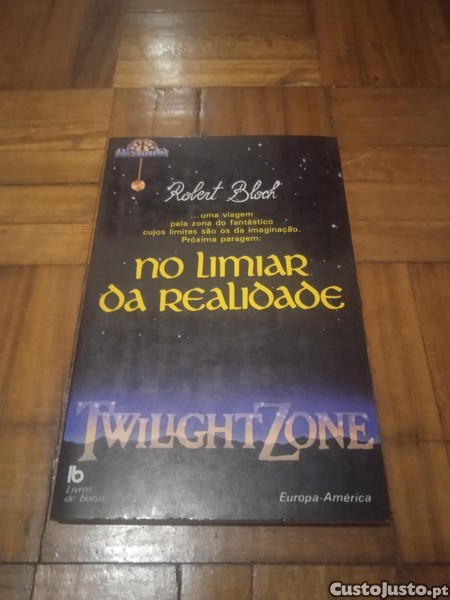 Robert Bloch
...uma viagem
pela zona do fantástico
cujos limites são os da imaginação.
Próxima paragem:
NO LIMIAR
DA REALIDADE
TWILIGHT ZONE
lb
Livros
de bolso
Europa-América
CustoJusto.pt